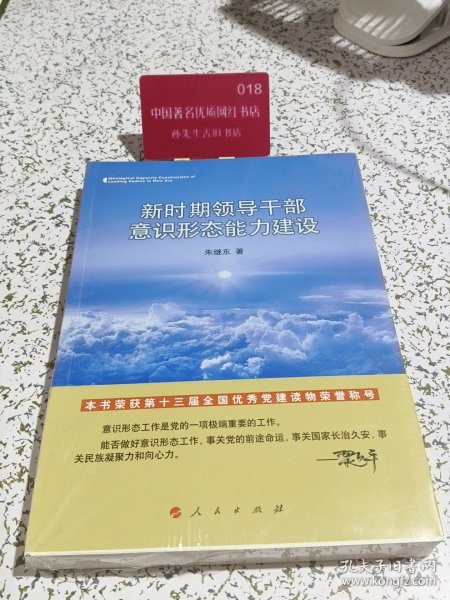 018
中国著名优质网红书店
孙先生古旧书店
Ideological Capacity Construction of
Leading Cadres in New Era
新时期领导干部
意识形态能力建设
朱继东 著
本书荣获第十三届全国优秀党建读物荣誉称号
意识形态工作是党的一项极端重要的工作。
能否做好意识形态工作，事关党的前途命运，事关国家长治久安，事
关民族凝聚力和向心力。
人民出版社
孔夫子旧书网
www.kongfz.com